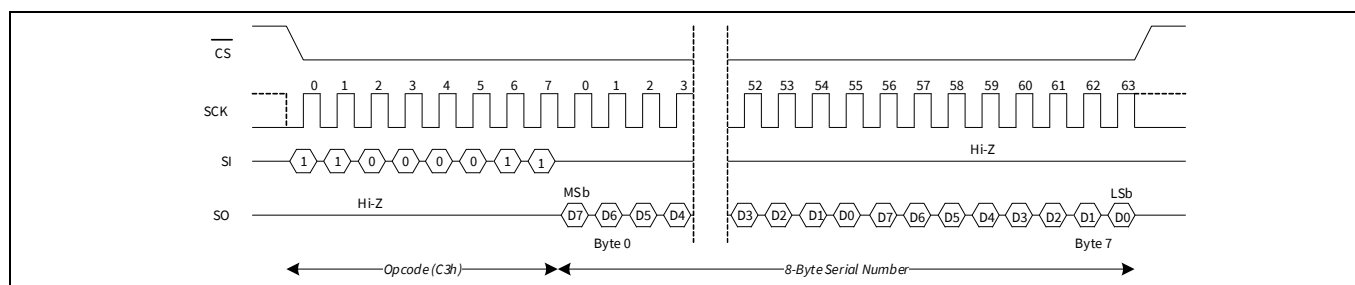 CS
0 1 2 3 4 5 6 7 0 1 2 3 52 53 54 55 56 57 58 59 60 61 62 63
SCK
Hi-Z
SI 1 1 0 0 0 0 1 1
MSb LSb
Hi-Z
SO D7 D6 D5 D4 D3 D2 D1 D0 D7 D6 D5 D4 D3 D2 D1 D0
Byte 0 Byte 7
Opcode (C3h) 8-Byte Serial Number